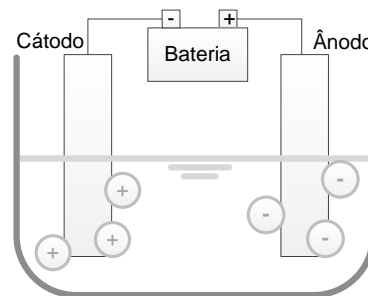 - +
Cátodo Bateria Ânodo
+ -
+ + - -